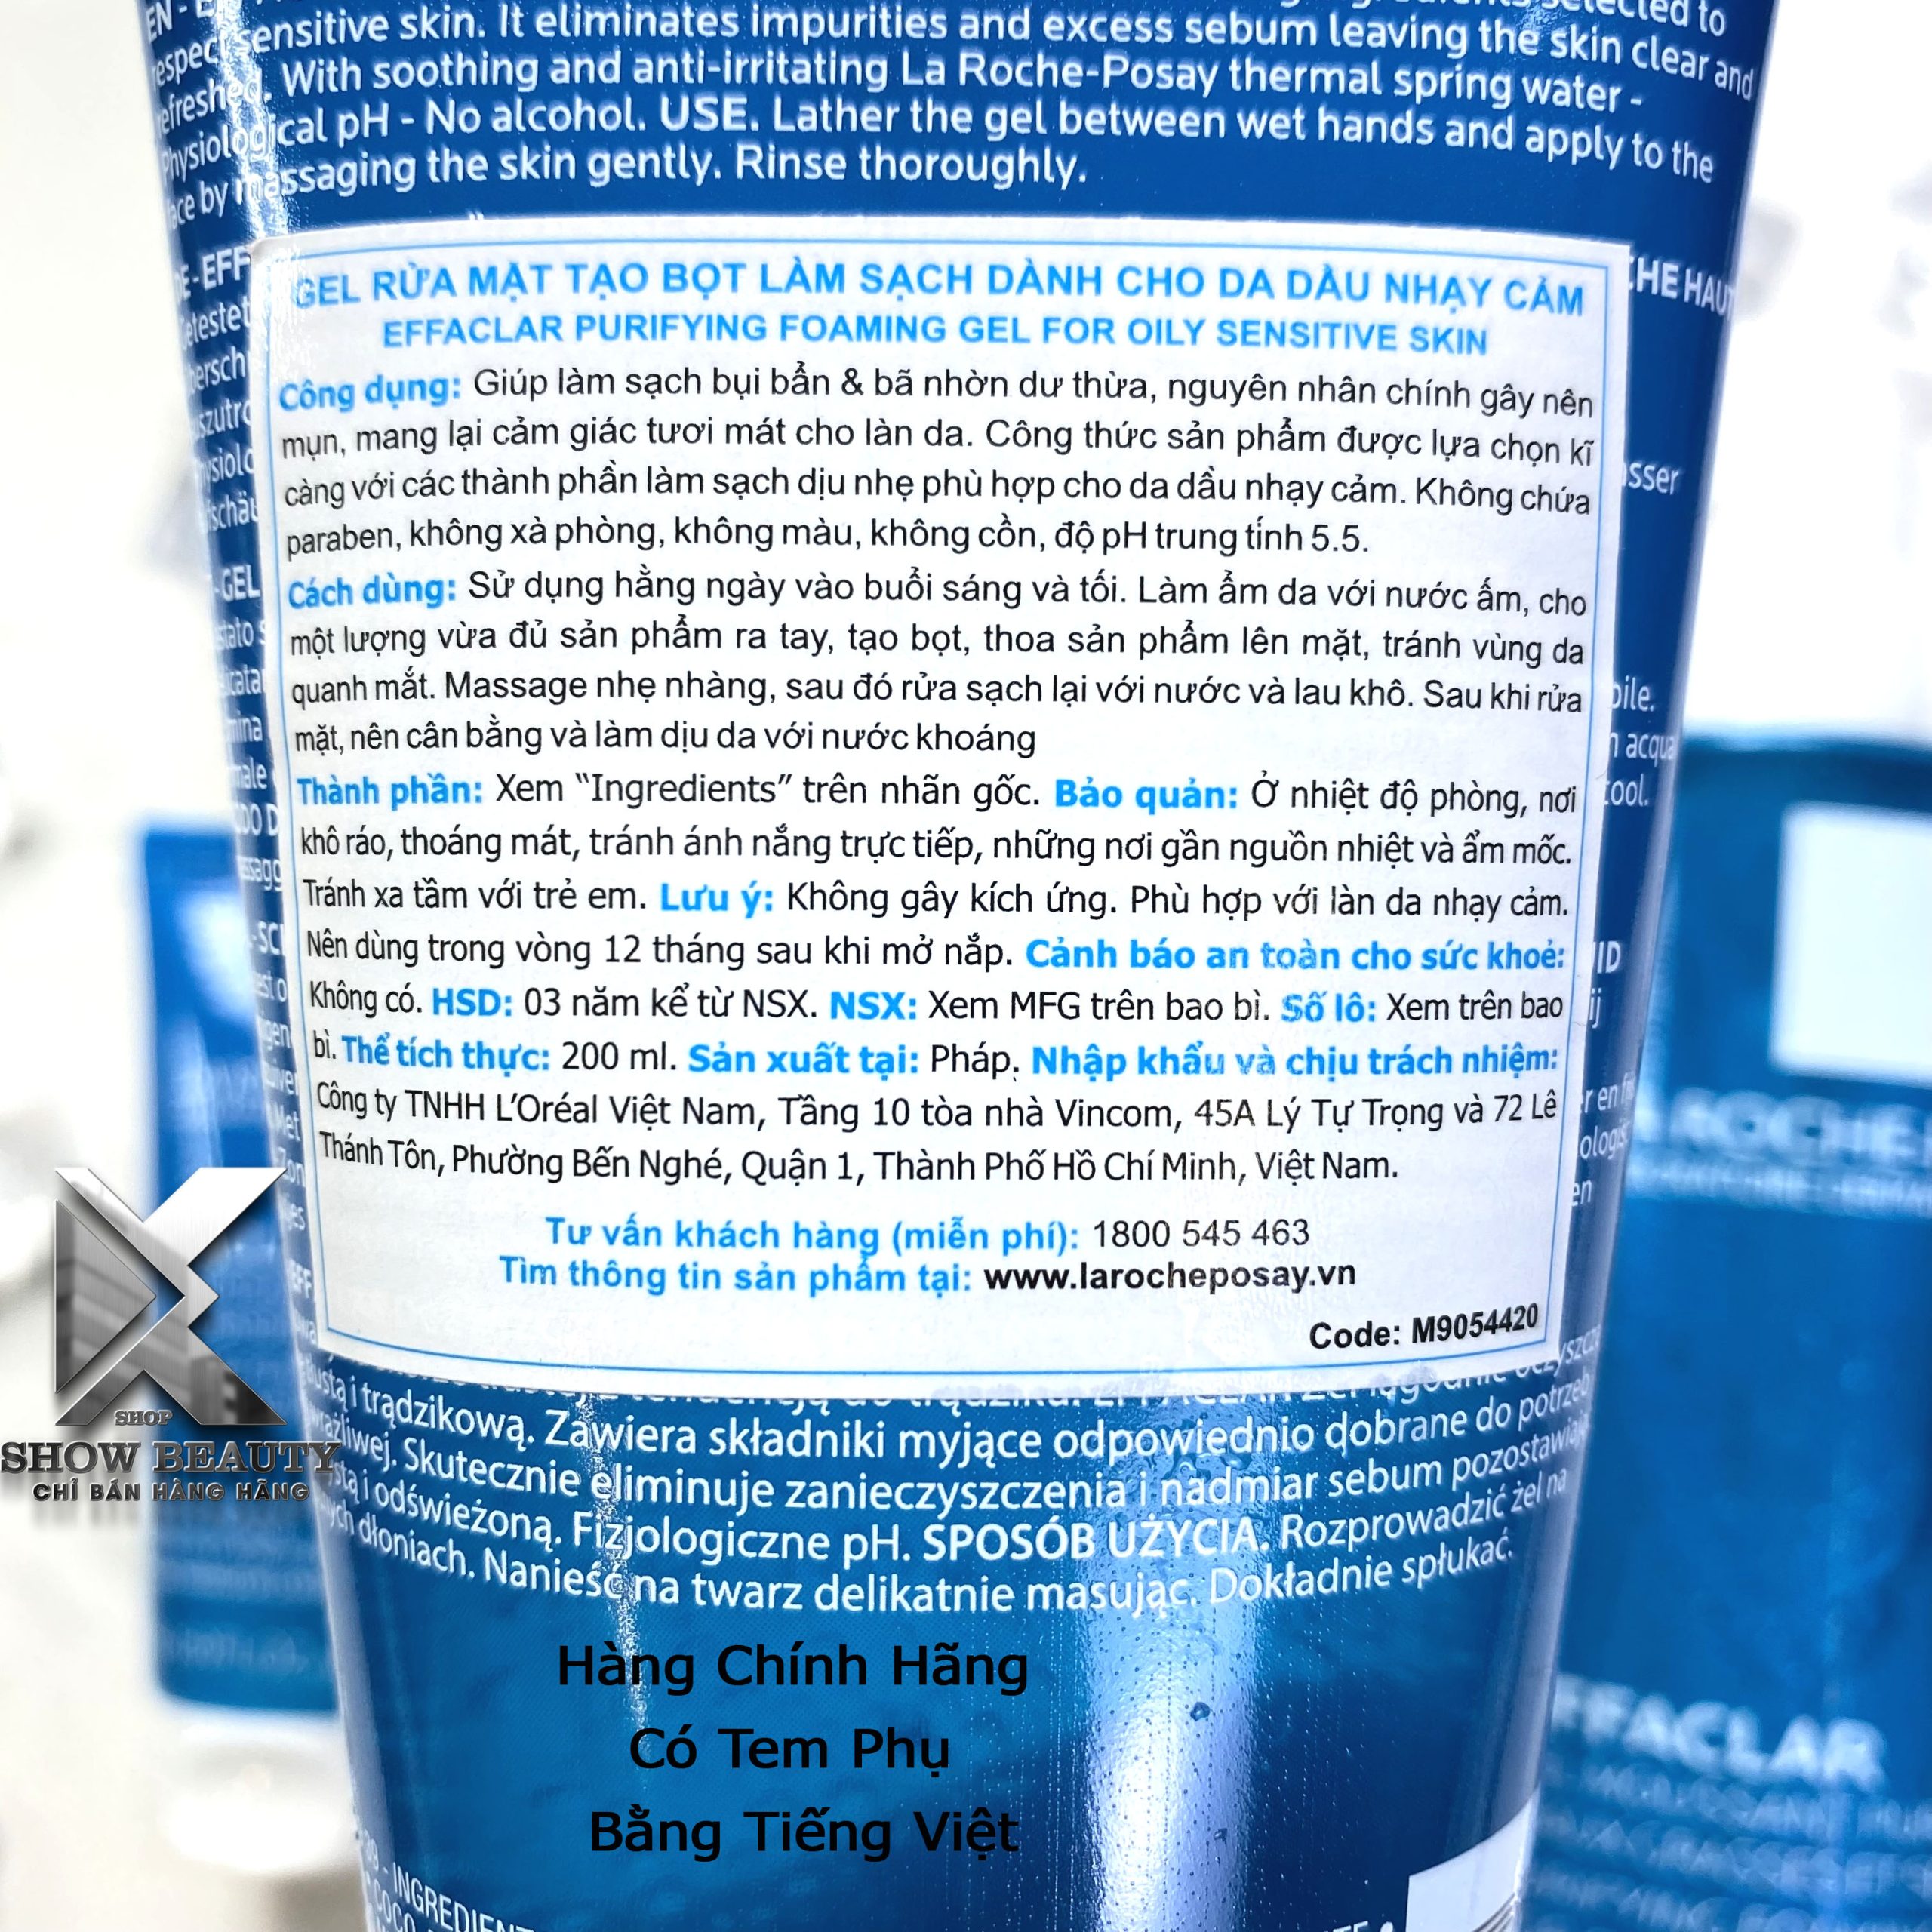 respect sensitive skin. It eliminates impurities and excess sebum leaving the skin clear and
refreshed. With soothing and anti-irritating La Roche-Posay thermal spring water -
Physiological pH - No alcohol. USE. Lather the gel between wet hands and apply to the
face by massaging the skin gently. Rinse thoroughly.
GEL RỬA MẶT TẠO BỌT LÀM SẠCH DÀNH CHO DA DẦU NHẠY CẢM
EFFACLAR PURIFYING FOAMING GEL FOR OILY SENSITIVE SKIN
Công dụng: Giúp làm sạch bụi bẩn & bã nhờn dư thừa, nguyên nhân chính gây nên
mụn, mang lại cảm giác tươi mát cho làn da. Công thức sản phẩm được lựa chọn kĩ
càng với các thành phần làm sạch dịu nhẹ phù hợp cho da dầu nhạy cảm. Không chứa
paraben, không xà phòng, không màu, không cồn, độ pH trung tính 5.5.
Cách dùng: Sử dụng hằng ngày vào buổi sáng và tối. Làm ẩm da với nước ấm, cho
một lượng vừa đủ sản phẩm ra tay, tạo bọt, thoa sản phẩm lên mặt, tránh vùng da
quanh mắt. Massage nhẹ nhàng, sau đó rửa sạch lại với nước và lau khô. Sau khi rửa
mặt, nên cân bằng và làm dịu da với nước khoáng
Thành phần: Xem "Ingredients" trên nhãn gốc. Bảo quản: Ở nhiệt độ phòng, nơi
khô ráo, thoáng mát, tránh ánh nắng trực tiếp, những nơi gần nguồn nhiệt và ẩm mốc.
Tránh xa tầm với trẻ em. Lưu ý: Không gây kích ứng. Phù hợp với làn da nhạy cảm.
Nên dùng trong vòng 12 tháng sau khi mở nắp. Cảnh báo an toàn cho sức khoẻ:
Không có. HSD: 03 năm kể từ NSX. NSX: Xem MFG trên bao bì. Số lô: Xem trên bao
bì. Thể tích thực: 200 ml. Sản xuất tại: Pháp. Nhập khẩu và chịu trách nhiệm:
Công ty TNHH L'Oréal Việt Nam, Tầng 10 tòa nhà Vincom, 45A Lý Tự Trọng và 72 Lê
Thánh Tôn, Phường Bến Nghé, Quận 1, Thành Phố Hồ Chí Minh, Việt Nam.
Tư vấn khách hàng (miễn phí): 1800 545 463
Tìm thông tin sản phẩm tại: www.larocheposay.vn
Code: M9054420
i trądzikową. Zawiera składniki myjące odpowiednio dobrane do potrzeb
Skutecznie eliminuje zanieczyszczenia i nadmiar sebum
i odświeżoną. Fizjologiczne pH. SPOSÓB UŻYCIA. Rozprowadzić żel na
dłoniach. Nanieść na twarz delikatnie masując. Dokładnie spłukać.
SHOP
SHOW BEAUTY
CHỈ BÁN HÀNG HÃNG
Hàng Chính Hãng
Có Tem Phụ
Bằng Tiếng Việt
EFFACLAR